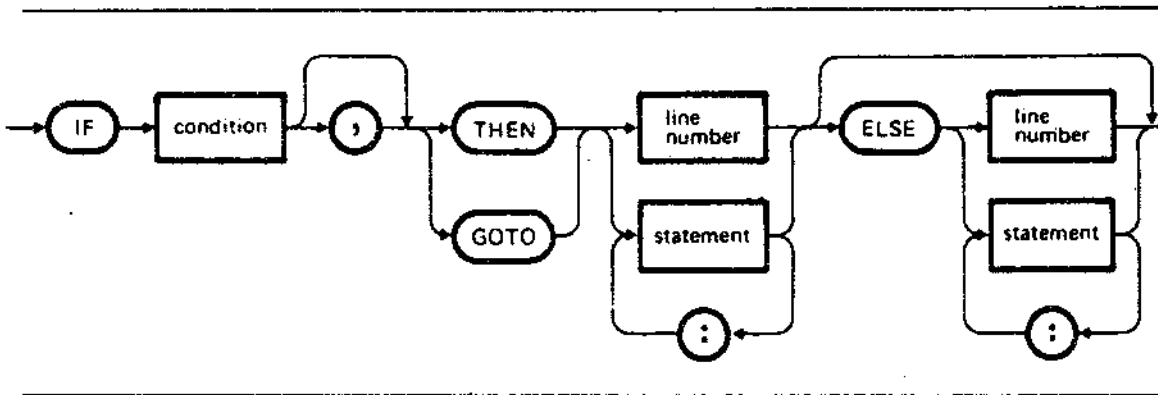 IF
condition
,
THEN
line
number
ELSE
line
number
GOTO
statement
statement
:
: